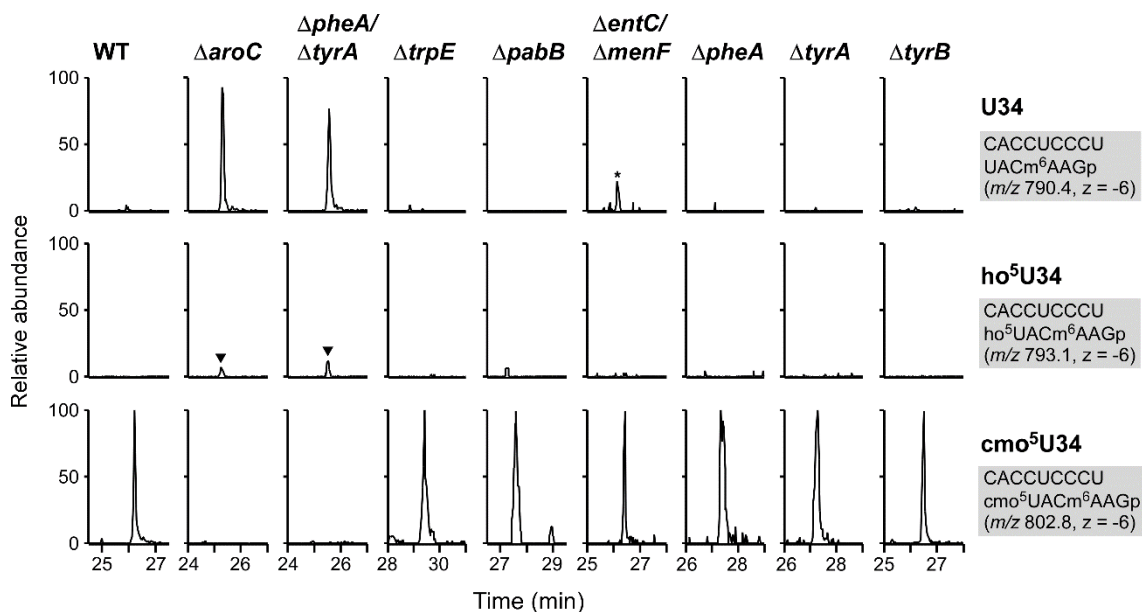 WT ΔaroC ΔpheA/ ΔtyrA ΔtrpE ΔpabB ΔentC/ ΔmenF ΔpheA ΔtyrA ΔtyrB
Relative abundance
100
50
0
*
U34
CACCUCCCU
UACm⁶AAGp
(m/z 790.4, z = -6)
100
50
0
ho⁵U34
CACCUCCCU
ho⁵UACm⁶AAGp
(m/z 793.1, z = -6)
100
50
0
cmo⁵U34
CACCUCCCU
cmo⁵UACm⁶AAGp
(m/z 802.8, z = -6)
25 27 24 26 24 26 28 30 27 29 25 27 26 28 26 28 25 27
Time (min)